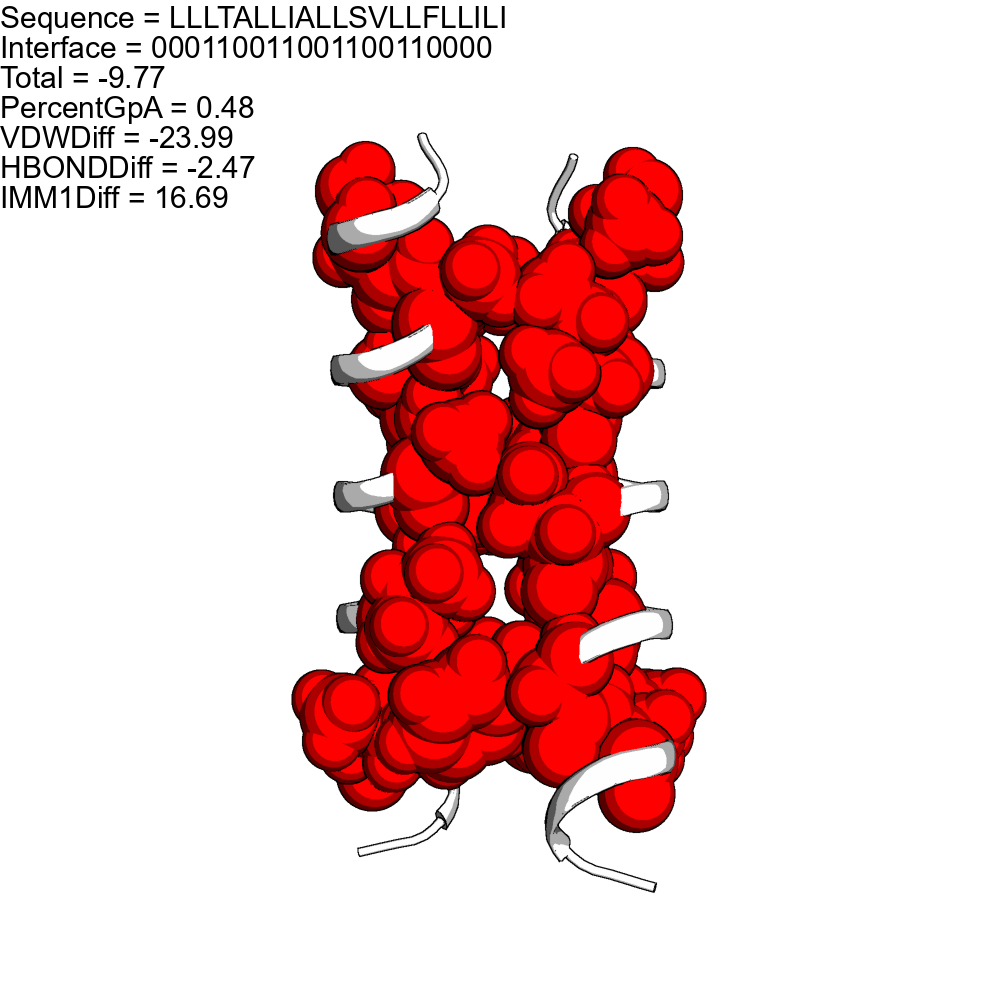 Sequence = LLLTALLIALLSVLLFLLILI
Interface = 000110011001100110000
Total = -9.77
PercentGpA = 0.48
VDWDiff = -23.99
HBONDDiff = -2.47
IMM1Diff = 16.69